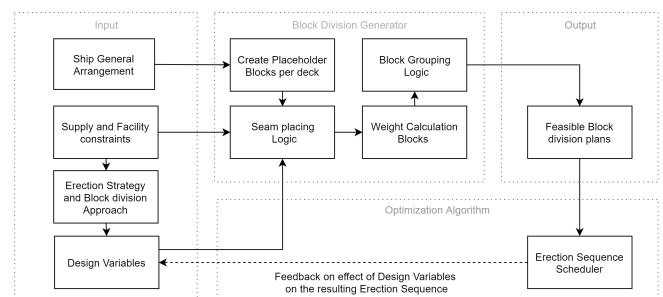 Input
Block Division Generator
Output
Ship General
Arrangement
Create Placeholder
Blocks per deck
Block Grouping
Logic
Supply and Facility
constraints
Seam placing
Logic
Weight Calculation
Blocks
Feasible Block
division plans
Erection Strategy
and Block division
Approach
Optimization Algorithm
Design Variables
Erection Sequence
Scheduler
Feedback on effect of Design Variables
on the resulting Erection Sequence